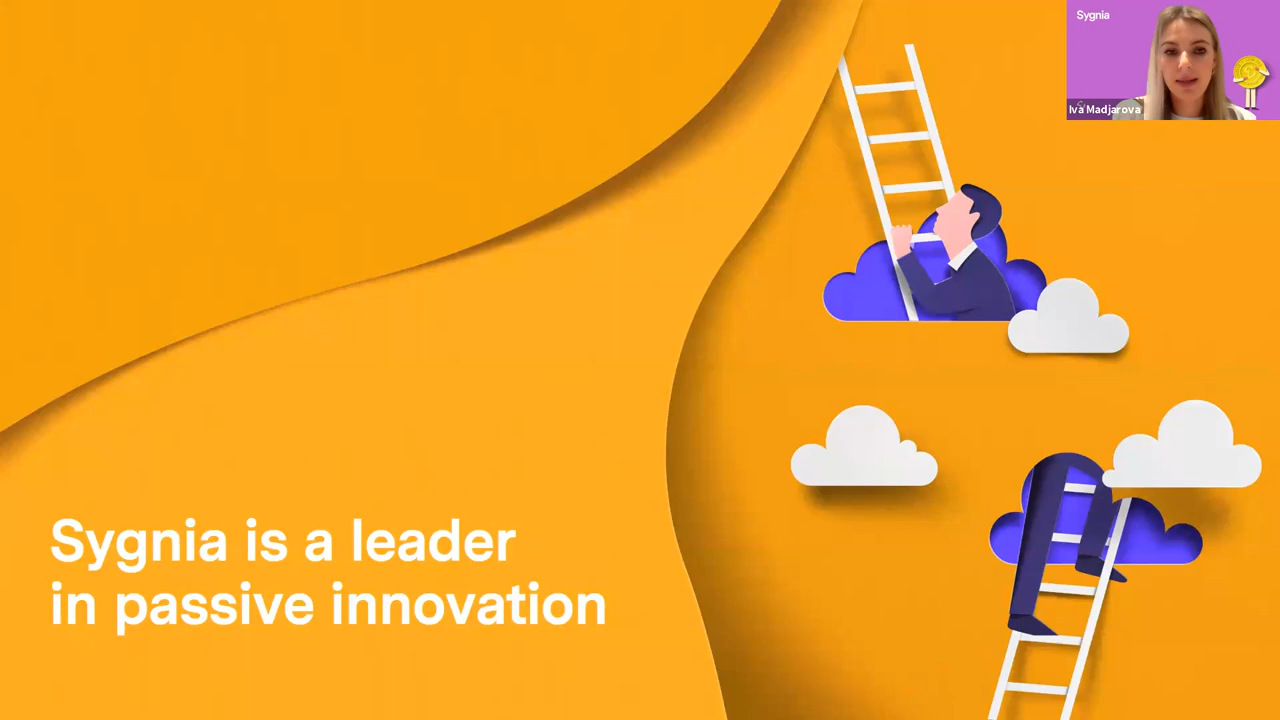 Sygnia
Iva Madjarova
Sygnia is a leader
in passive innovation